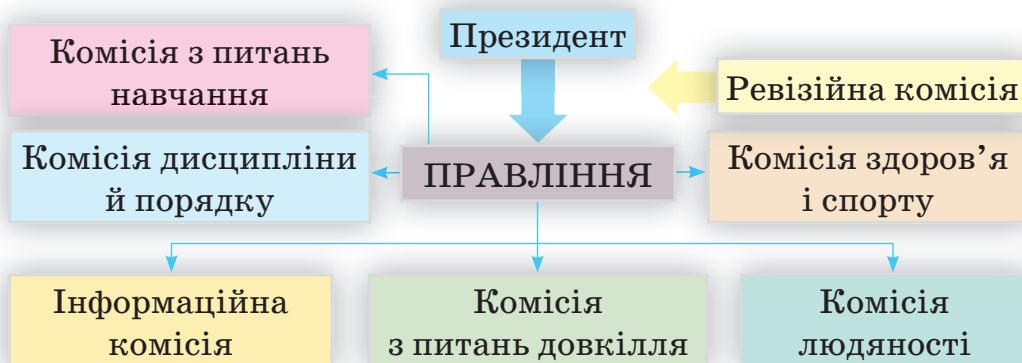 Президент
Комісія з питань
навчання
Ревізійна комісія
Комісія дисципліни
й порядку
ПРАВЛІННЯ
Комісія здоров’я
і спорту
Інформаційна
комісія
Комісія
з питань довкілля
Комісія
людяності